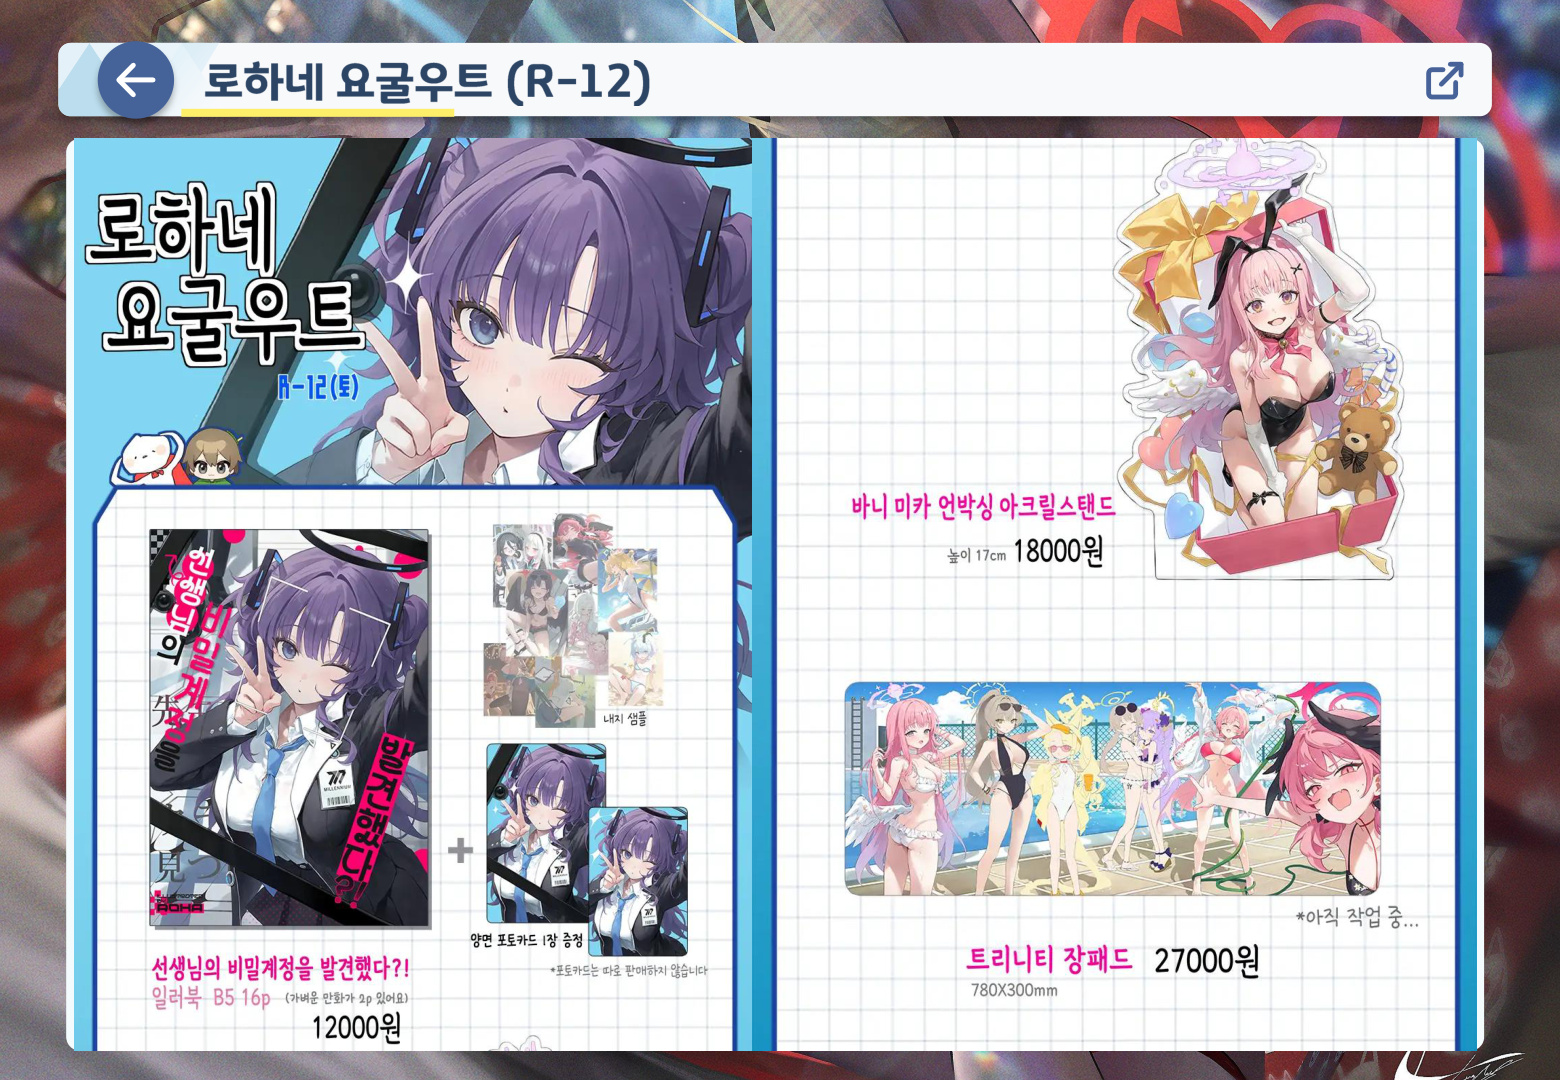 로하네 요굴우트 (R-12)
로하네
요굴우트
R-12(토)
선생님의
비밀계정을
발견했다?!
MILLENNIUM
ROHA
내지 샘플
+
양면 포토카드 1장 증정
*포토카드는 따로 판매하지 않습니다
선생님의 비밀계정을 발견했다?!
일러북 B5 16p (가벼운 만화가 2p 있어요)
12000원
바니 미카 언박싱 아크릴스탠드
높이 17cm 18000원
*아직 작업 중...
트리니티 장패드 27000원
780X300mm